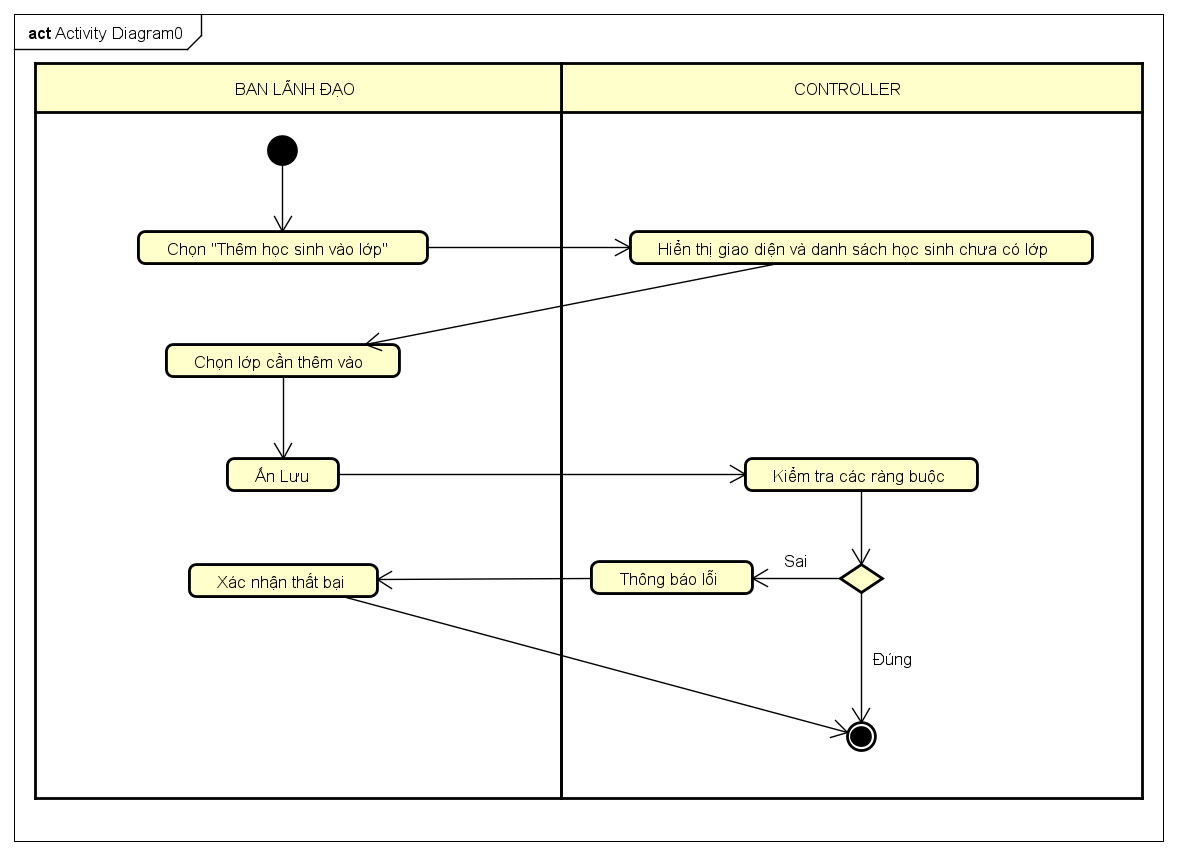 act Activity Diagram0
BAN LÃNH ĐẠO
CONTROLLER
Chọn "Thêm học sinh vào lớp"
Hiển thị giao diện và danh sách học sinh chưa có lớp
Chọn lớp cần thêm vào
Ấn Lưu
Kiểm tra các ràng buộc
Sai
Thông báo lỗi
Xác nhận thất bại
Đúng